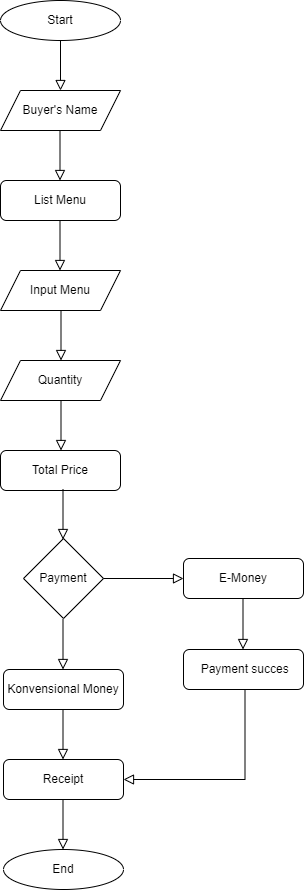 Start
Buyer's Name
List Menu
Input Menu
Quantity
Total Price
Payment
E-Money
Payment succes
Konvensional Money
Receipt
End